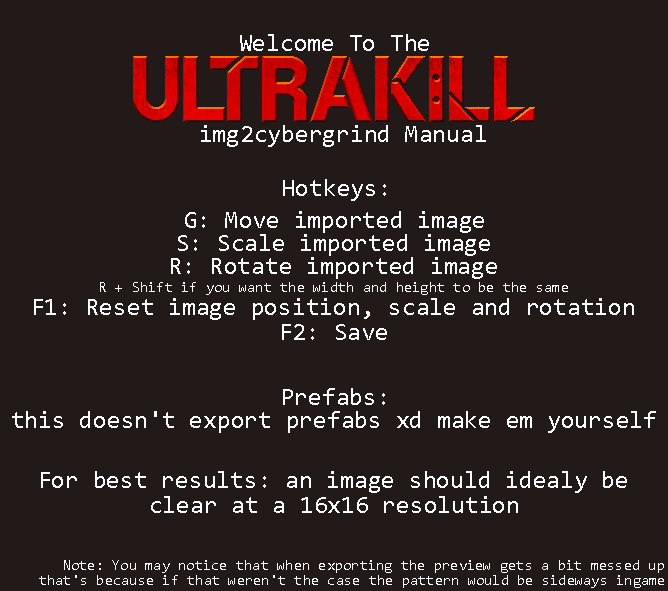 Welcome To The
ULTRAKILL
img2cybergrind Manual
Hotkeys:
G: Move imported image
S: Scale imported image
R: Rotate imported image
R + Shift if you want the width and height to be the same
F1: Reset image position, scale and rotation
F2: Save
Prefabs:
this doesn't export prefabs xd make em yourself
For best results: an image should idealy be
clear at a 16x16 resolution
Note: You may notice that when exporting the preview gets a bit messed up
that's because if that weren't the case the pattern would be sideways ingame